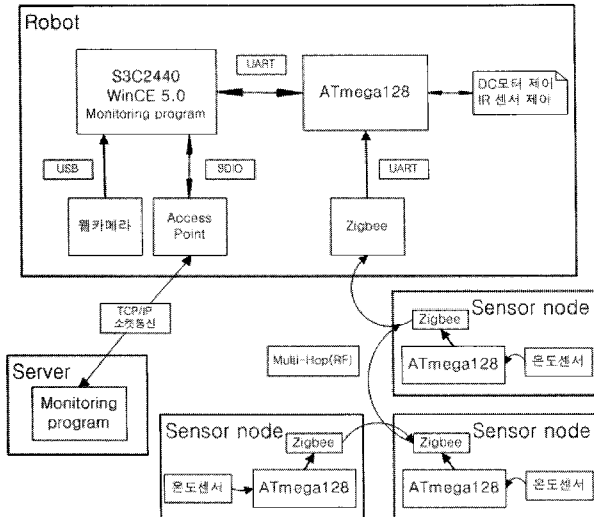 Robot
S3C2440
WinCE 5.0
Monitoring program
UART
ATmega128
DC모터 제어
IR 센서 제어
USB
SDIO
UART
웹카메라
Access
Point
Zigbee
TCP/IP
소켓통신
Sensor node
Zigbee
Multi-Hop(RF)
ATmega128
온도센서
Server
Monitoring
program
Sensor node
Zigbee
온도센서
ATmega128
Sensor node
Zigbee
ATmega128
온도센서